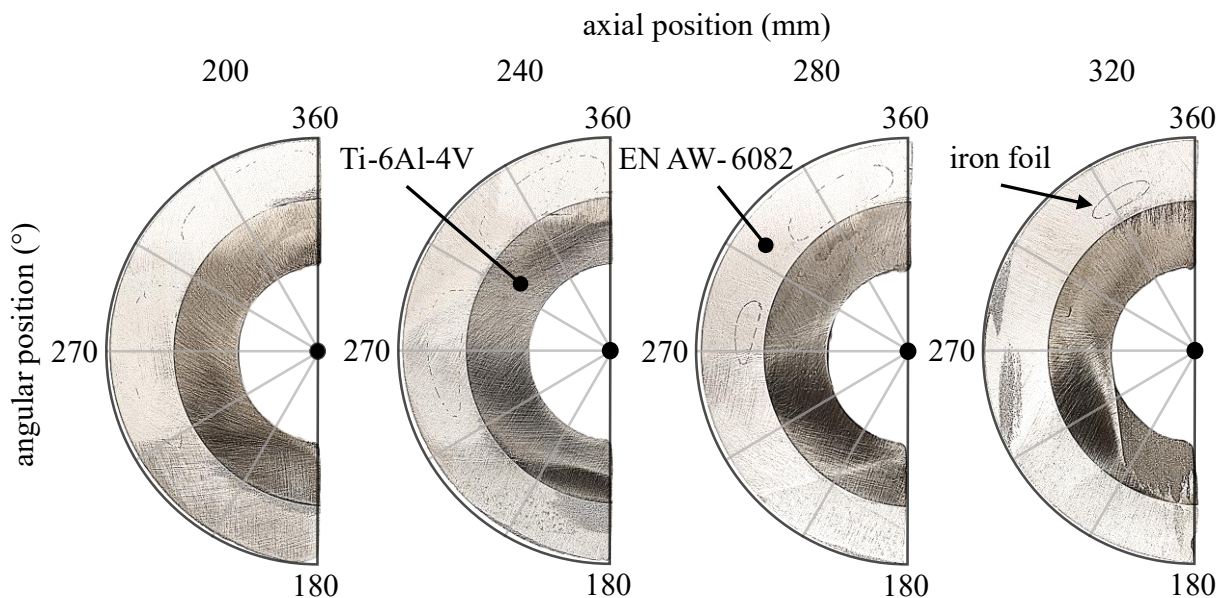 axial position (mm)
200 240 280 320
360 360 360 360
Ti-6Al-4V EN AW- 6082 iron foil
angular position (°)
270 270 270 270
180 180 180 180